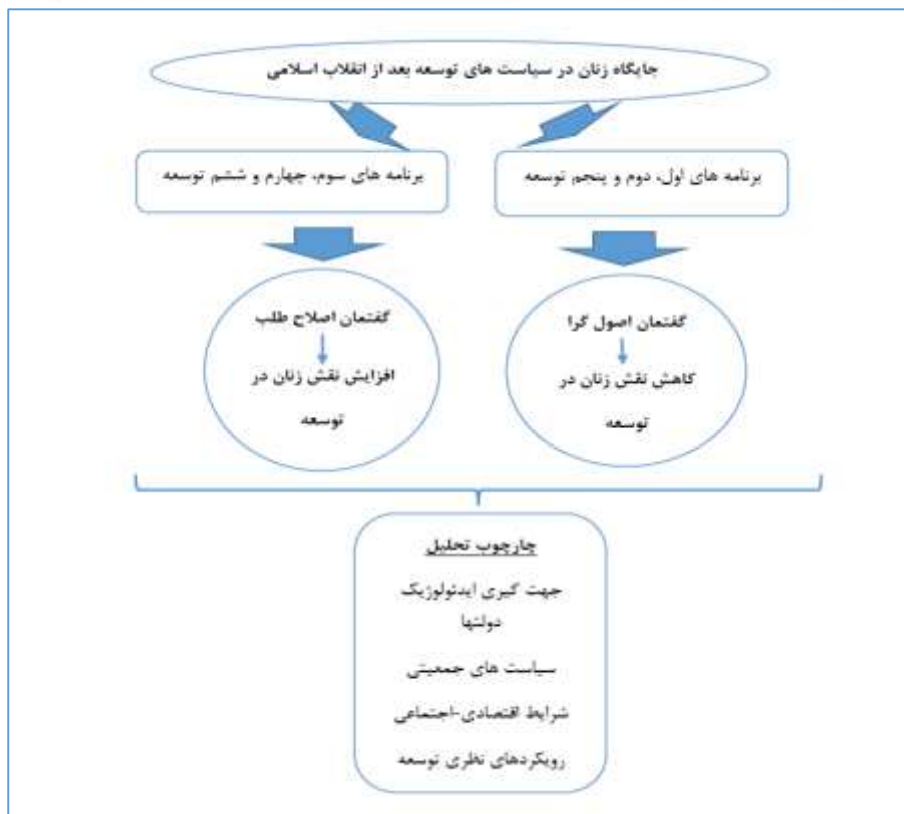 جایگاه زنان در سیاست های توسعه بعد از انقلاب اسلامی
برنامه های اول، دوم و پنجم توسعه
برنامه های سوم، چهارم و ششم توسعه
گفتمان اصول گرا
کاهش نقش زنان در
توسعه
گفتمان اصلاح طلب
افزایش نقش زنان در
توسعه
چارچوب تحلیل
جهت گیری ایدئولوژیک
دولتها
سیاست های جمعیتی
شرایط اقتصادی-اجتماعی
رویکردهای نظری توسعه